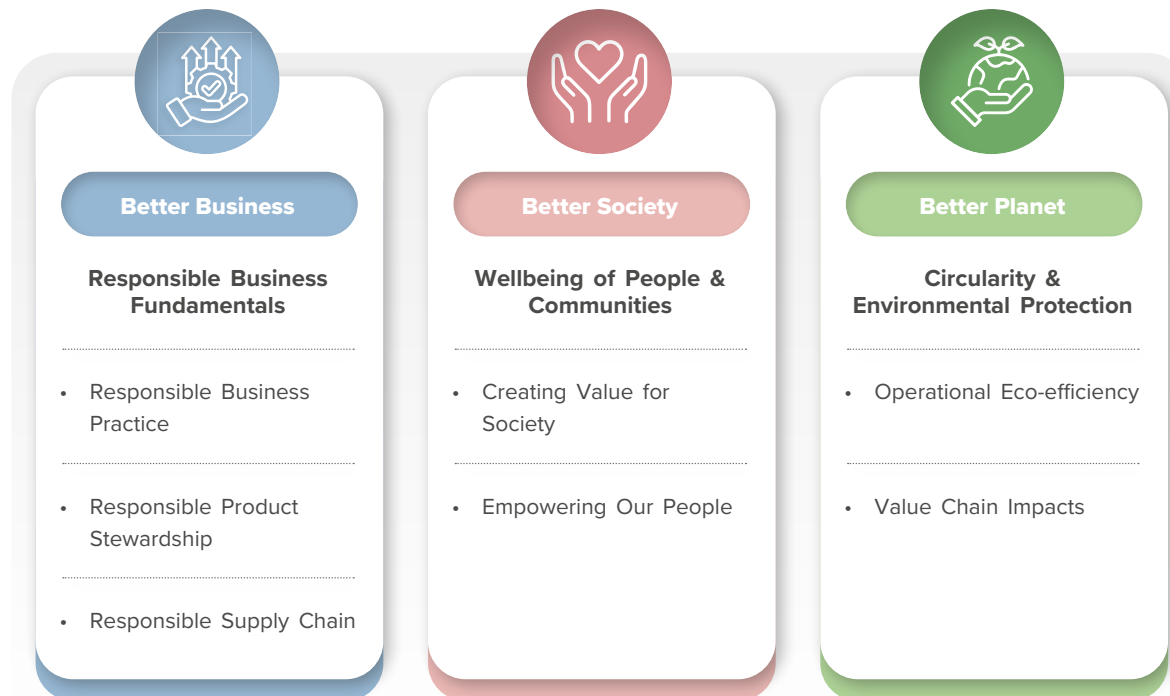 Better Business
Responsible Business
Fundamentals
• Responsible Business
Practice
• Responsible Product
Stewardship
• Responsible Supply Chain
Better Society
Wellbeing of People &
Communities
• Creating Value for
Society
• Empowering Our People
Better Planet
Circularity &
Environmental Protection
• Operational Eco-efficiency
• Value Chain Impacts